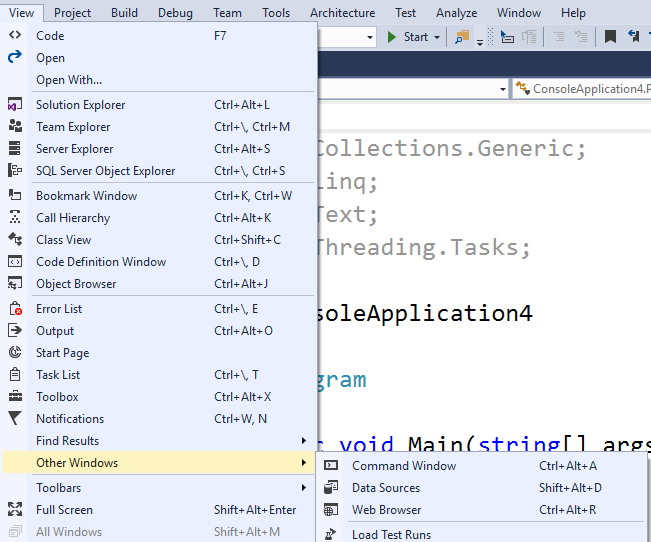 View Project Build Debug Team Tools Architecture Test Analyze Window Help
Code F7
Start
Open
Open With...
ConsoleApplication4.P
Solution Explorer Ctrl+Alt+L
Team Explorer Ctrl+\, Ctrl+M
Server Explorer Ctrl+Alt+S
Collections.Generic;
SQL Server Object Explorer Ctrl+\, Ctrl+S
Linq;
Bookmark Window Ctrl+K, Ctrl+W
Call Hierarchy Ctrl+Alt+K
Text;
Class View Ctrl+Shift+C
Threading.Tasks;
Code Definition Window Ctrl+\, D
Object Browser Ctrl+Alt+J
Error List Ctrl+\, E
soleApplication4
Output Ctrl+Alt+O
Start Page
Task List Ctrl+\, T
gram
Toolbox Ctrl+Alt+X
Notifications Ctrl+W, N
Find Results
c void Main(string[] args
Other Windows
Command Window Ctrl+Alt+A
Toolbars
Data Sources Shift+Alt+D
Full Screen Shift+Alt+Enter
Web Browser Ctrl+Alt+R
All Windows Shift+Alt+M
Load Test Runs